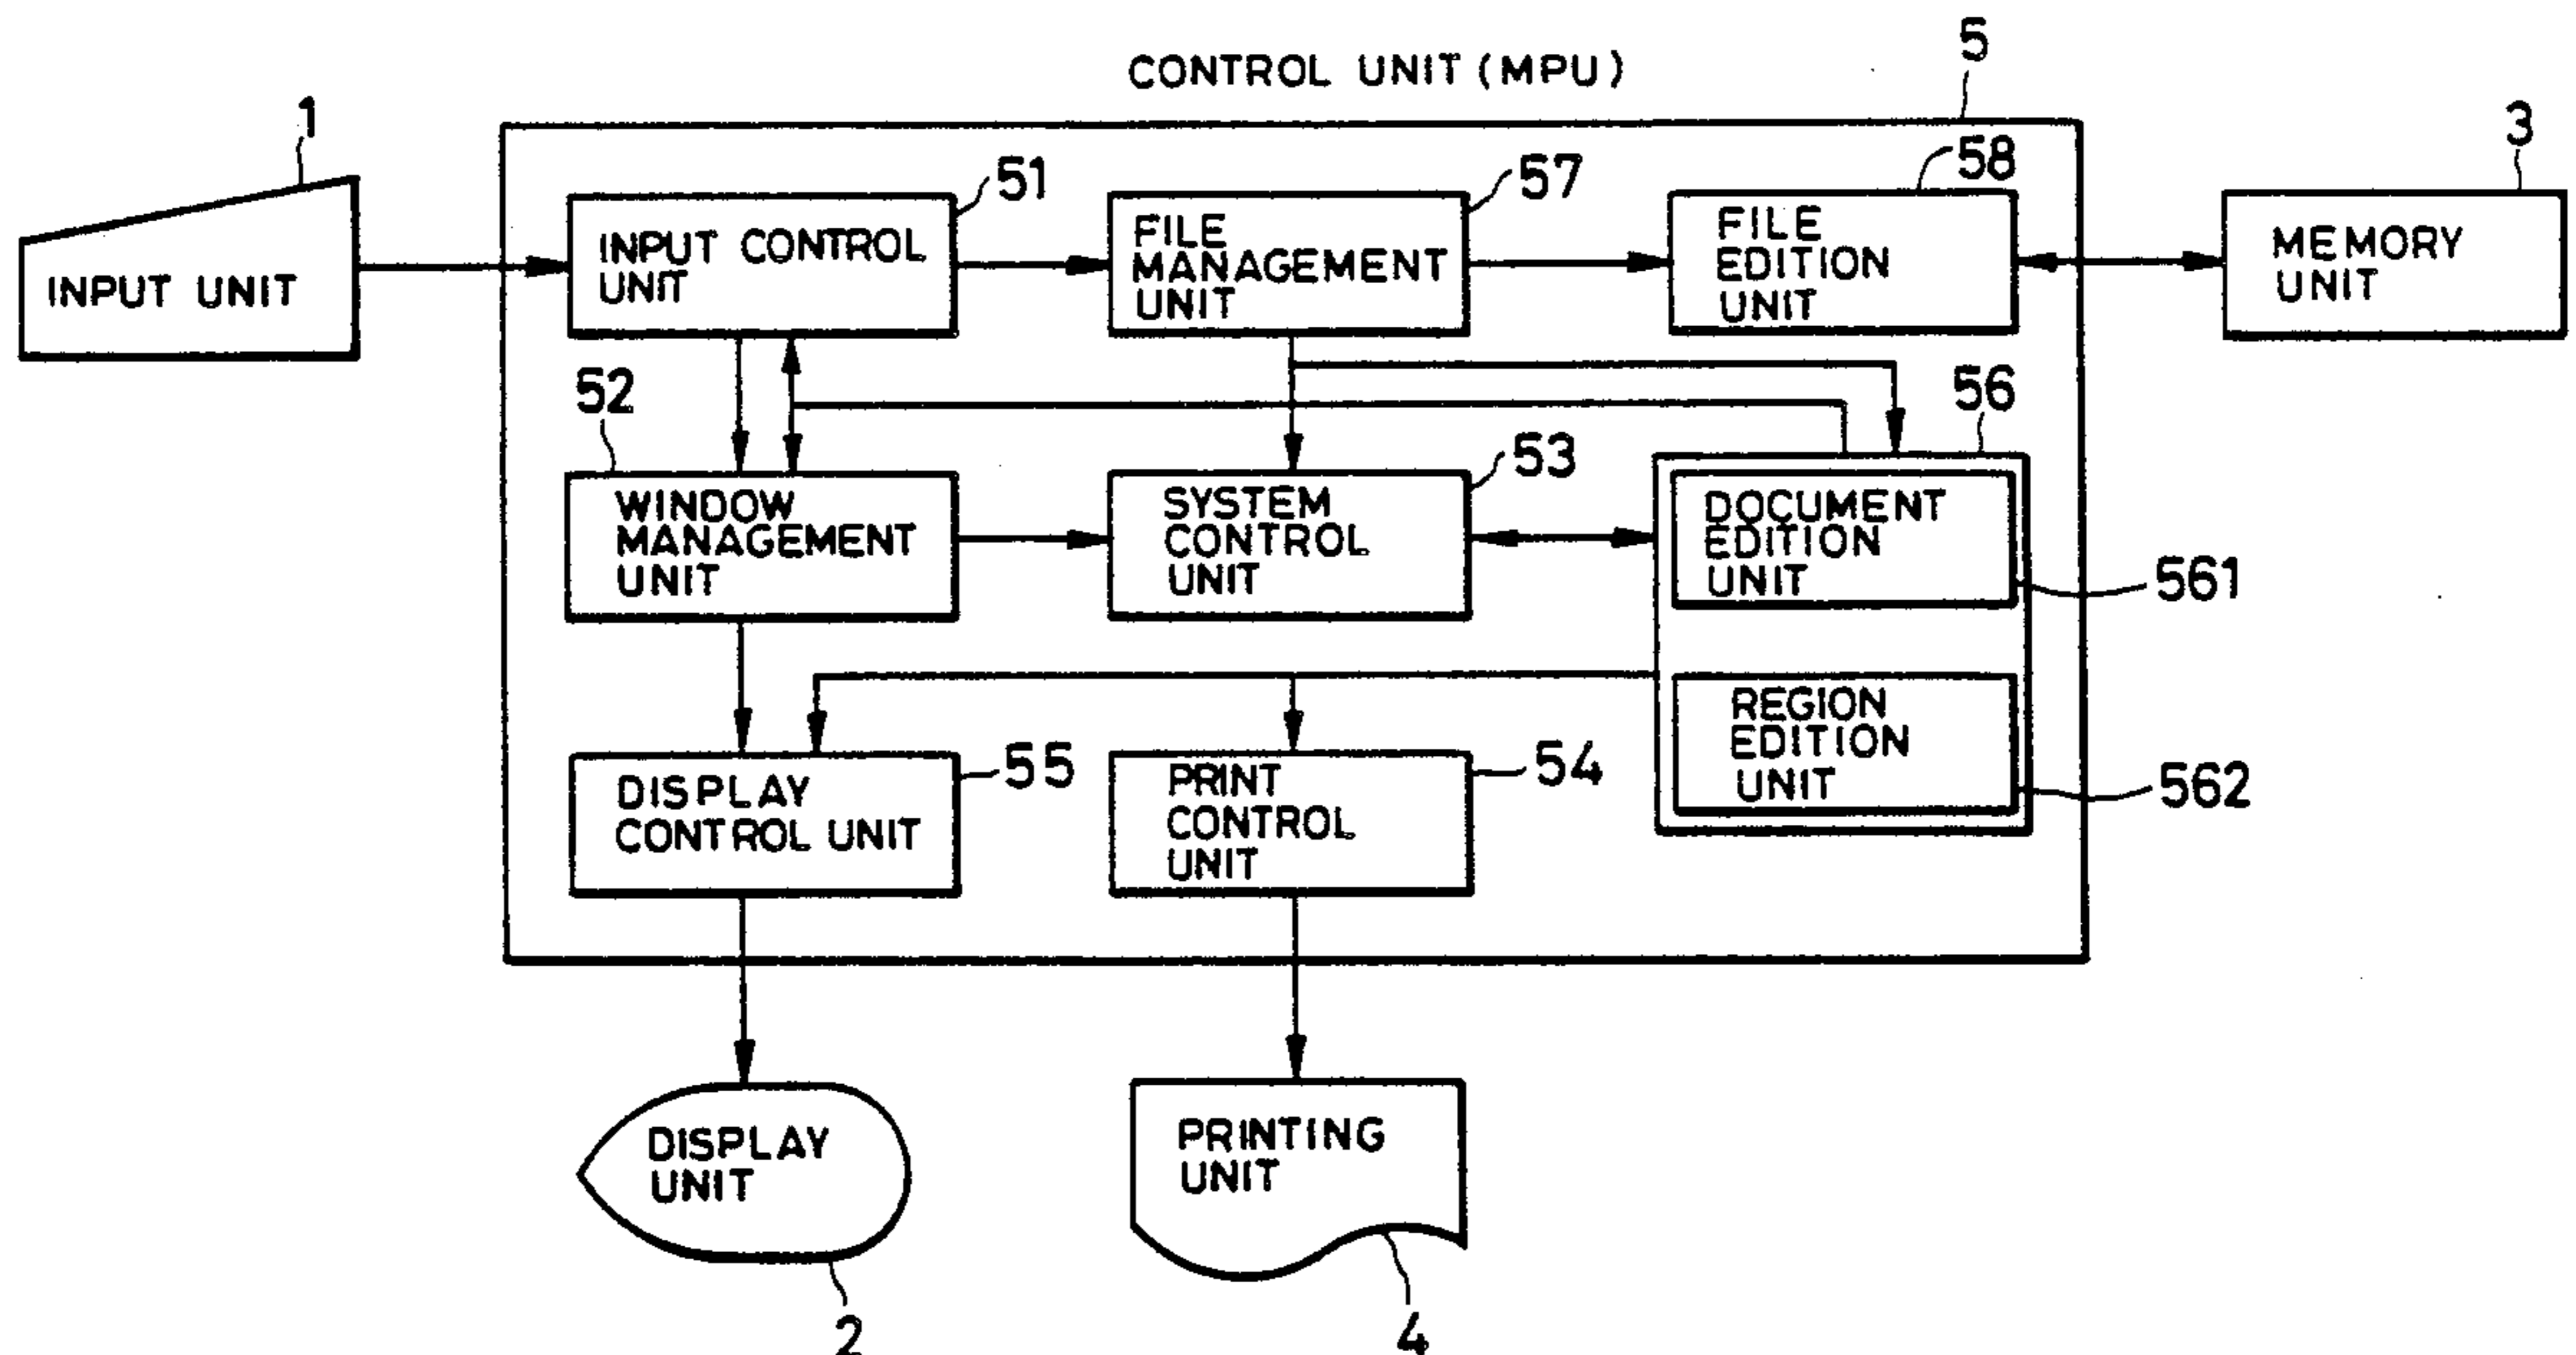 CONTROL UNIT (MPU)
5
1
3
51
57
58
INPUT UNIT
INPUT CONTROL
UNIT
FILE
MANAGEMENT
UNIT
FILE
EDITION
UNIT
MEMORY
UNIT
52
53
56
WINDOW
MANAGEMENT
UNIT
SYSTEM
CONTROL
UNIT
DOCUMENT
EDITION
UNIT
561
REGION
EDITION
UNIT
562
55
54
DISPLAY
CONTROL UNIT
PRINT
CONTROL
UNIT
DISPLAY
UNIT
PRINTING
UNIT
2
4